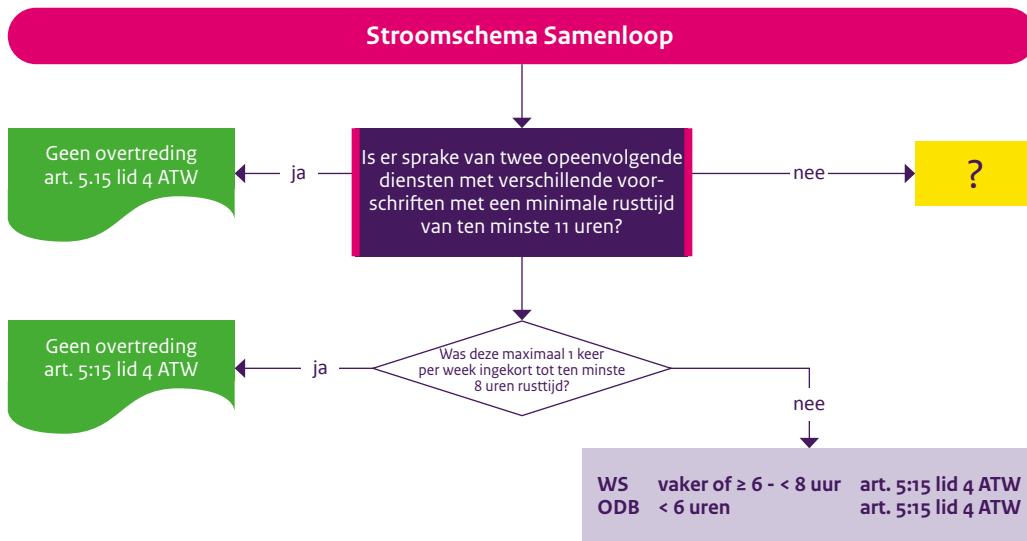 Stroomschema Samenloop
Geen overtreding
art. 5.15 lid 4 ATW
ja
Is er sprake van twee opeenvolgende
diensten met verschillende voor-
schriften met een minimale rusttijd
van ten minste 11 uren?
nee
?
Geen overtreding
art. 5:15 lid 4 ATW
ja
Was deze maximaal 1 keer
per week ingekort tot ten minste
8 uren rusttijd?
nee
WS vaker of ≥ 6 - < 8 uur art. 5:15 lid 4 ATW
ODB < 6 uren art. 5:15 lid 4 ATW